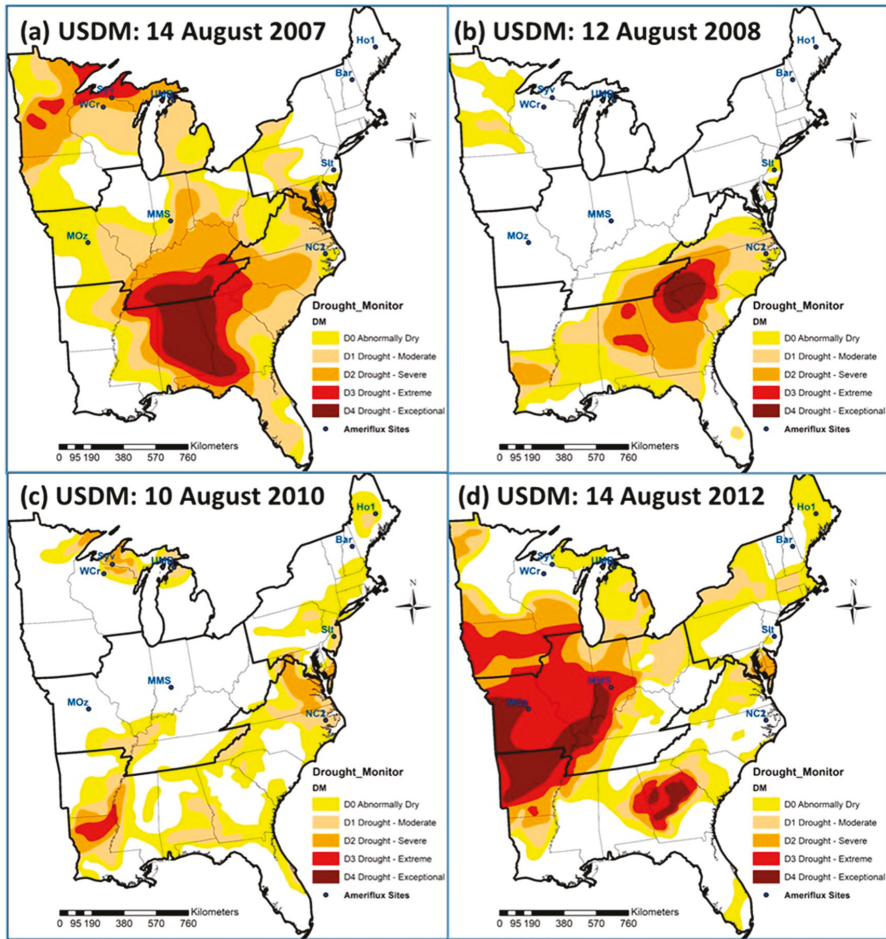 (a) USDM: 14 August 2007
Ho1
Bar
Syv
UMB
WCr
N
Slt
MMS
MOz
NC2
Drought_Monitor
DM
D0 Abnormally Dry
D1 Drought - Moderate
D2 Drought - Severe
D3 Drought - Extreme
D4 Drought - Exceptional
Ameriflux Sites
Kilometers
0 95 190 380 570 760
(b) USDM: 12 August 2008
Ho1
Bar
Syv
UMB
WCr
N
Slt
MMS
MOz
NC2
Drought_Monitor
DM
D0 Abnormally Dry
D1 Drought - Moderate
D2 Drought - Severe
D3 Drought - Extreme
D4 Drought - Exceptional
Ameriflux Sites
Kilometers
0 95 190 380 570 760
(c) USDM: 10 August 2010
Ho1
Bar
Syv
UMB
WCr
N
Slt
MMS
MOz
NC2
Drought_Monitor
DM
D0 Abnormally Dry
D1 Drought - Moderate
D2 Drought - Severe
D3 Drought - Extreme
D4 Drought - Exceptional
Ameriflux Sites
Kilometers
0 95 190 380 570 760
(d) USDM: 14 August 2012
Ho1
Bar
Syv
UMB
WCr
N
Slt
MMS
MOz
NC2
Drought_Monitor
DM
D0 Abnormally Dry
D1 Drought - Moderate
D2 Drought - Severe
D3 Drought - Extreme
D4 Drought - Exceptional
Ameriflux Sites
Kilometers
0 95 190 380 570 760